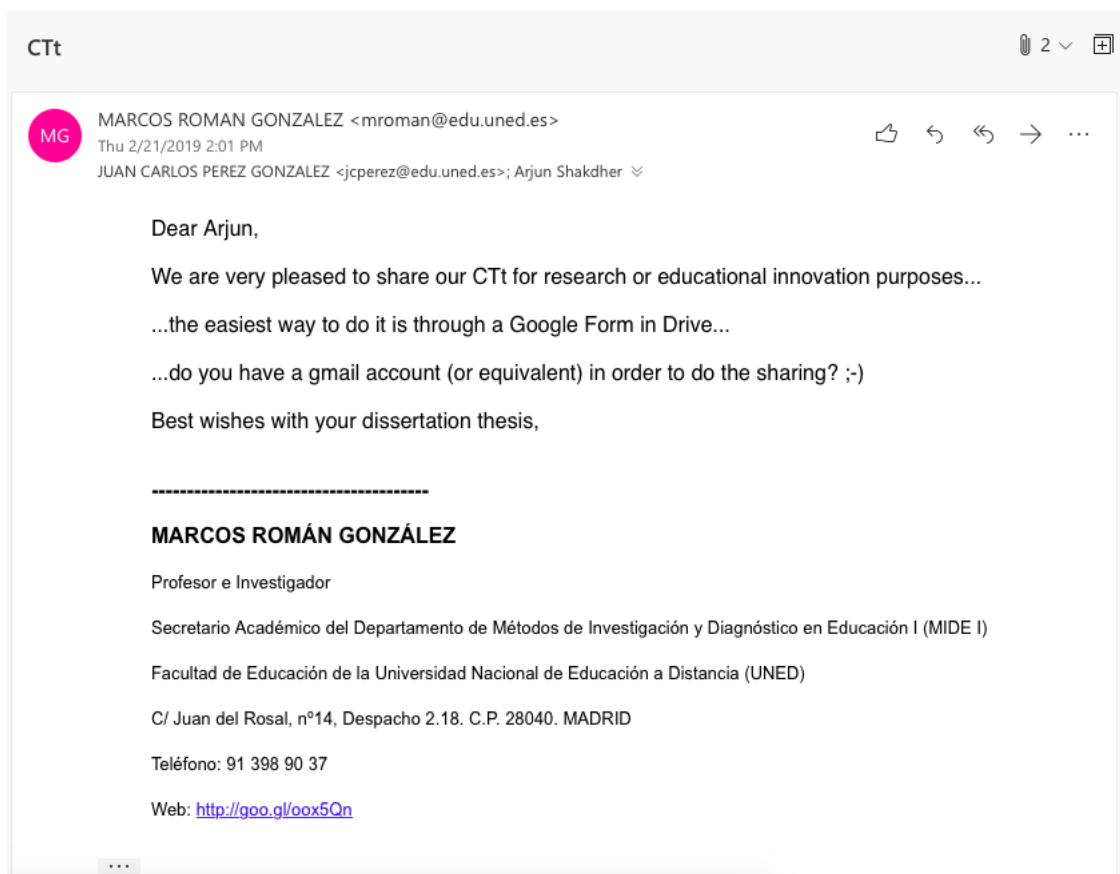 CTt
2
MG
MARCOS ROMAN GONZALEZ <mroman@edu.uned.es>
Thu 2/21/2019 2:01 PM
JUAN CARLOS PEREZ GONZALEZ <jcperez@edu.uned.es>; Arjun Shakdher
Dear Arjun,
We are very pleased to share our CTt for research or educational innovation purposes...
...the easiest way to do it is through a Google Form in Drive...
...do you have a gmail account (or equivalent) in order to do the sharing? ;-)
Best wishes with your dissertation thesis,
----------------------------------------
MARCOS ROMÁN GONZÁLEZ
Profesor e Investigador
Secretario Académico del Departamento de Métodos de Investigación y Diagnóstico en Educación I (MIDE I)
Facultad de Educación de la Universidad Nacional de Educación a Distancia (UNED)
C/ Juan del Rosal, nº14, Despacho 2.18. C.P. 28040. MADRID
Teléfono: 91 398 90 37
Web: http://goo.gl/oox5Qn
...